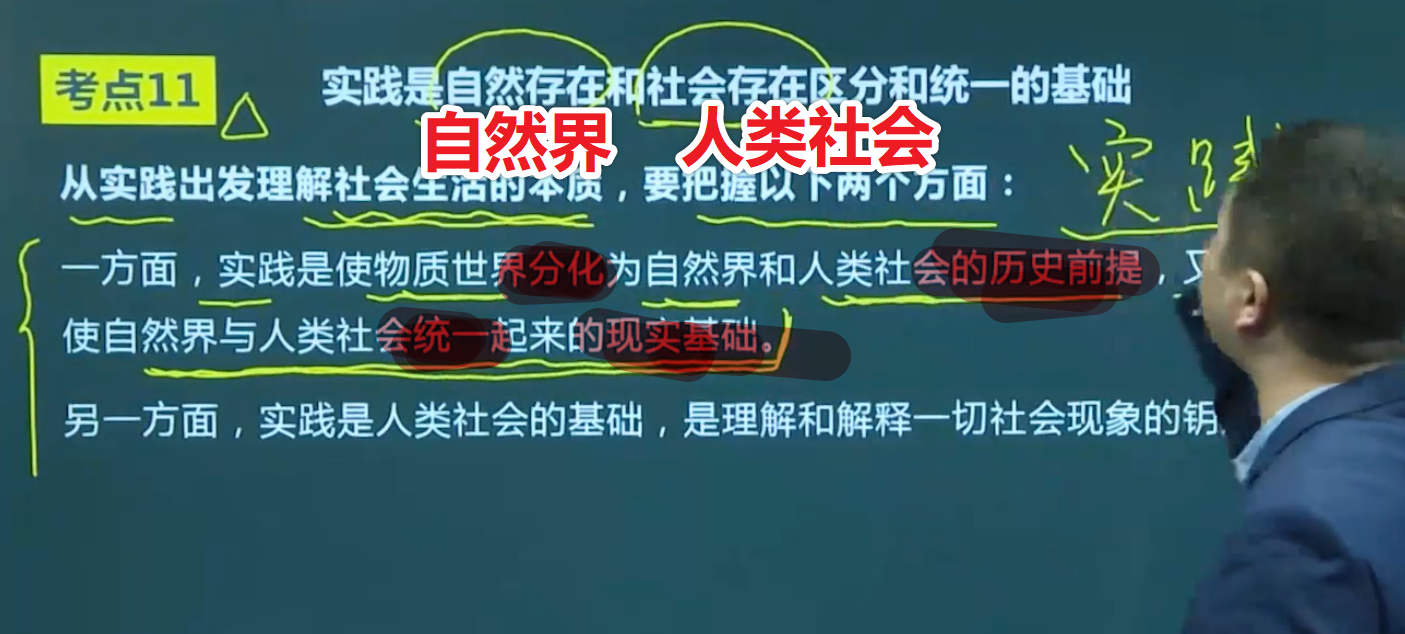 考点11
实践是自然存在和社会存在区分和统一的基础
自然界 人类社会
从实践出发理解社会生活的本质，要把握以下两个方面：
实践
一方面，实践是使物质世界分化为自然界和人类社会的历史前提，又
使自然界与人类社会统一起来的现实基础。
另一方面，实践是人类社会的基础，是理解和解释一切社会现象的钥